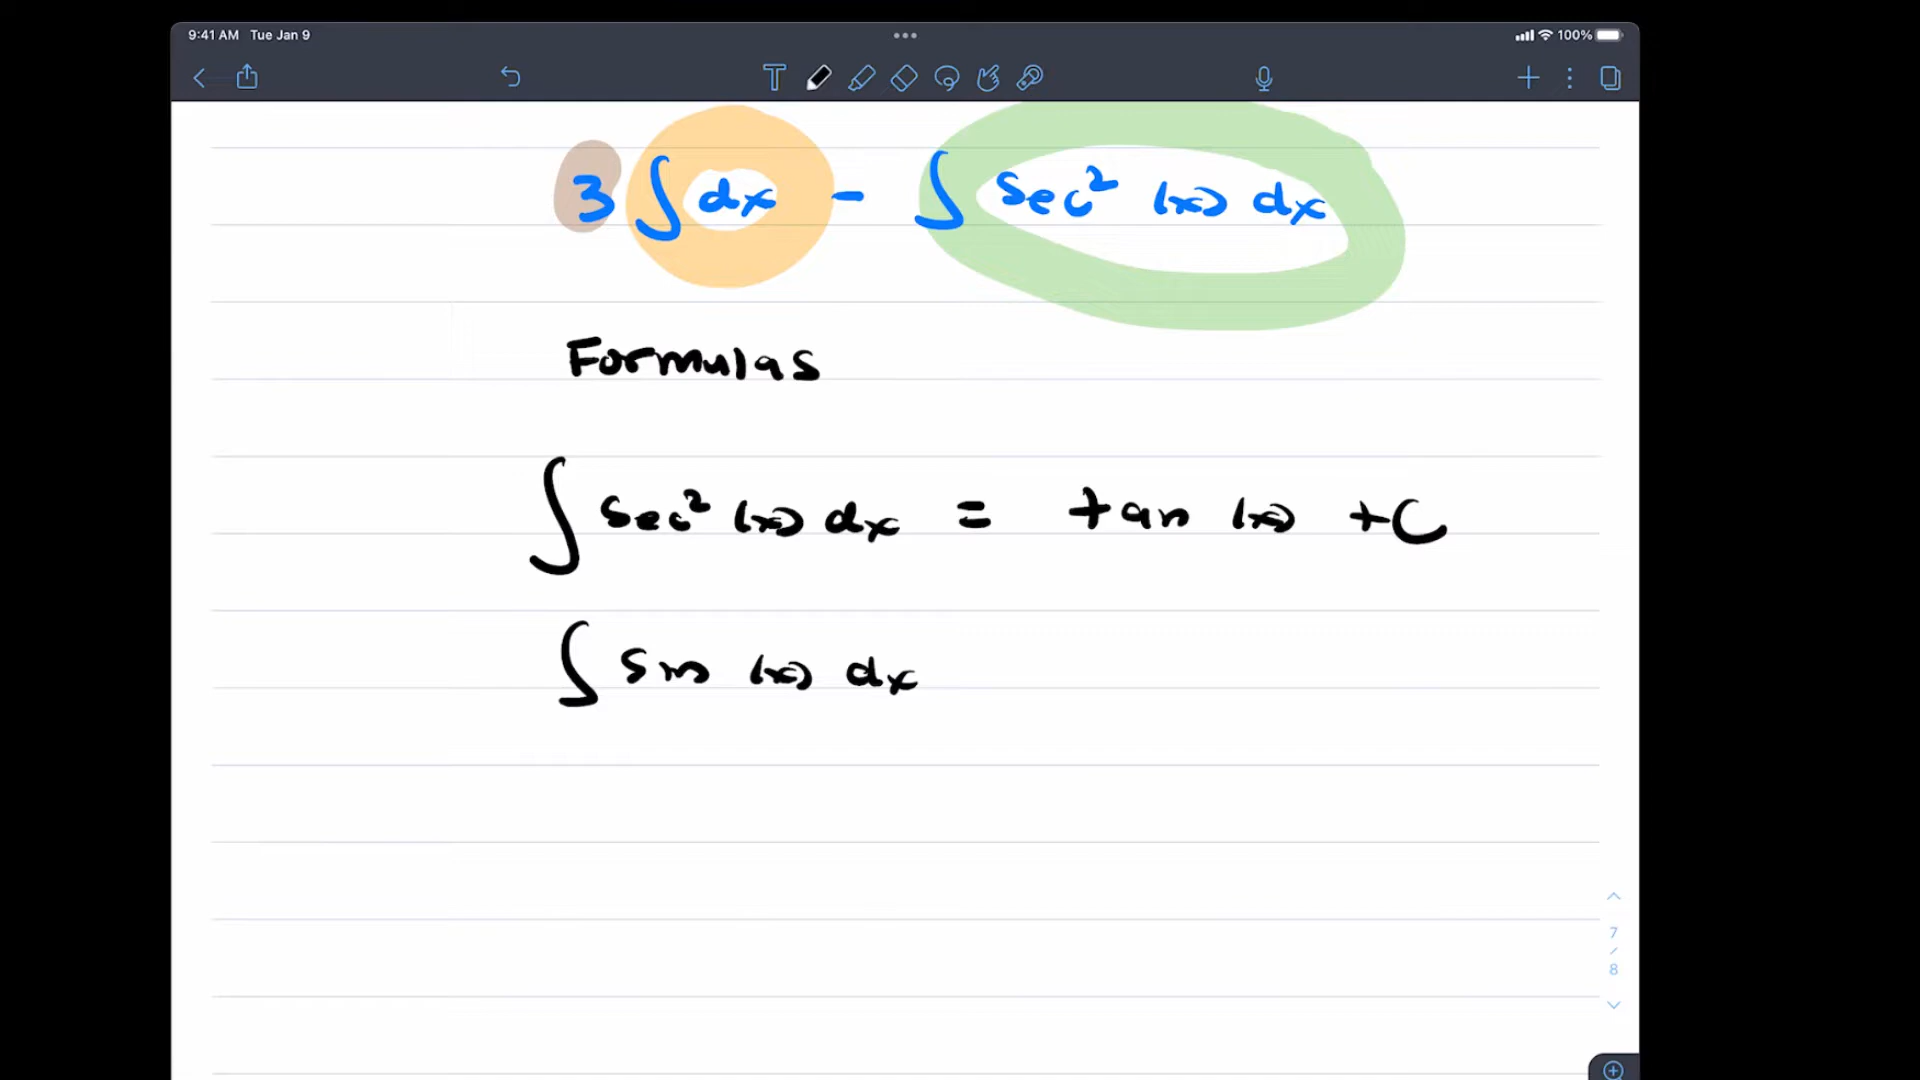 9:41 AM Tue Jan 9 100%
3 ∫ dx - ∫ sec² (x) dx
Formulas
∫ sec² (x) dx = tan (x) + C
∫ sin (x) dx
7
/
8